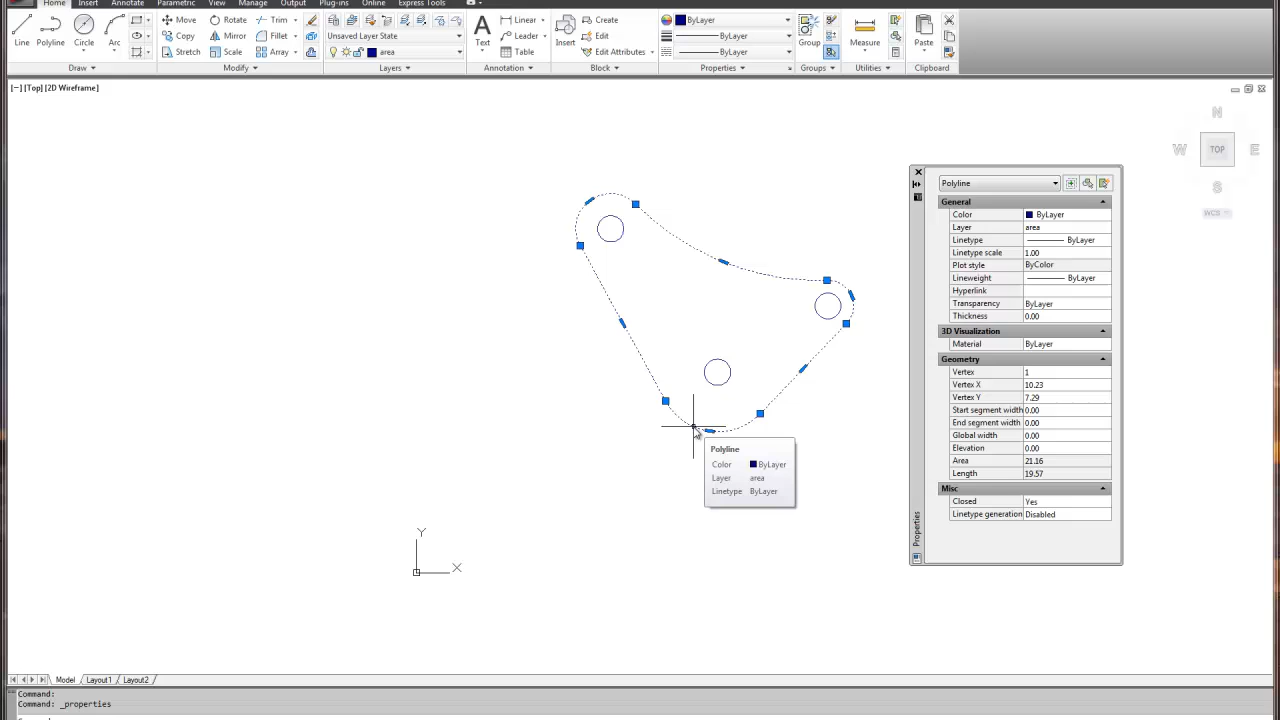 Home Insert Annotate Parametric View Manage Output Plug-ins Online Express Tools
Line Polyline Circle Arc
Move Rotate Trim
Copy Mirror Fillet
Stretch Scale Array
Unsaved Layer State
area
Text
Linear
Leader
Table
Insert
Create
Edit
Edit Attributes
ByLayer
ByLayer
ByLayer
Group
Measure
Paste
Draw Modify Layers Annotation Block Properties Groups Utilities Clipboard
[−] [Top] [2D Wireframe]
N
W TOP E
S
WCS
Polyline
General
Color ByLayer
Layer area
Linetype ByLayer
Linetype scale 1.00
Plot style ByColor
Lineweight ByLayer
Hyperlink
Transparency ByLayer
Thickness 0.00
3D Visualization
Material ByLayer
Geometry
Vertex 1
Vertex X 10.23
Vertex Y 7.29
Start segment width 0.00
End segment width 0.00
Global width 0.00
Elevation 0.00
Area 21.16
Length 19.57
Misc
Closed Yes
Linetype generation Disabled
Properties
Polyline
Color ByLayer
Layer area
Linetype ByLayer
Y
X
Model Layout1 Layout2
Command:
Command: _properties